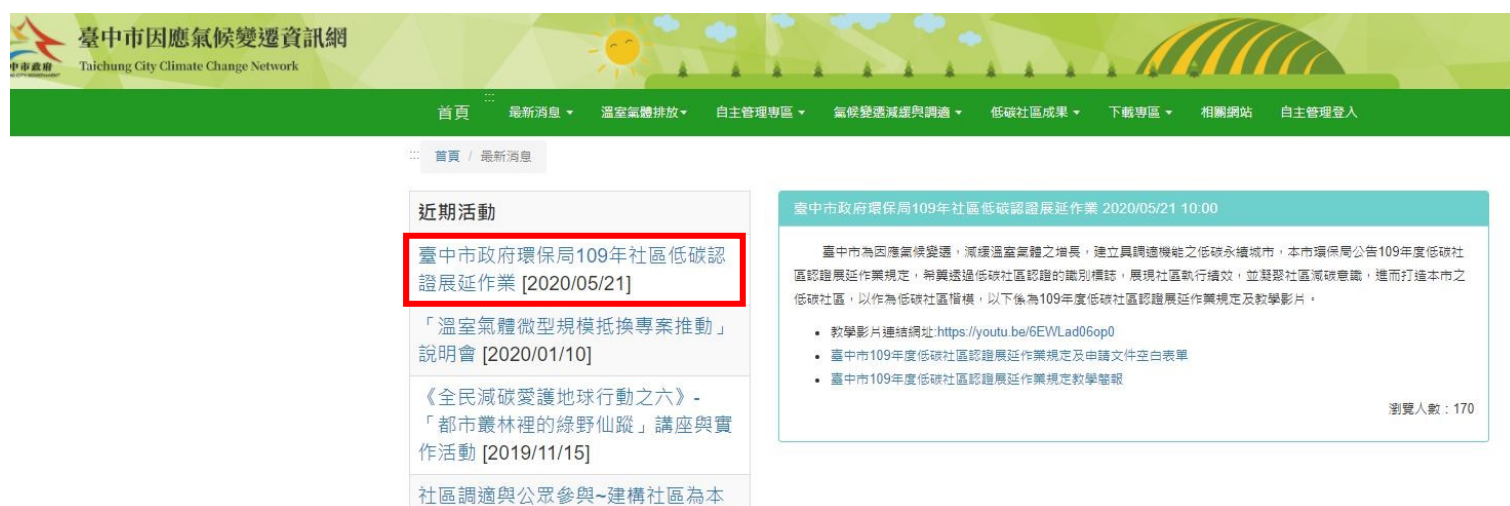 臺中市因應氣候變遷資訊網
Taichung City Climate Change Network
首頁 ::: 最新消息 溫室氣體排放 自主管理專區 氣候變遷減緩與調適 低碳社區成果 下載專區 相關網站 自主管理登入
::: 首頁 / 最新消息
近期活動
臺中市政府環保局109年社區低碳認
證展延作業 [2020/05/21]
「溫室氣體微型規模抵換專案推動」
說明會 [2020/01/10]
《全民減碳愛護地球行動之六》-
「都市叢林裡的綠野仙蹤」講座與實
作活動 [2019/11/15]
社區調適與公眾參與~建構社區為本
臺中市政府環保局109年社區低碳認證展延作業 2020/05/21 10:00
臺中市為因應氣候變遷，減緩溫室氣體之增長，建立具調適機能之低碳永續城市，本市環保局公告109年度低碳社
區認證展延作業規定，希冀透過低碳社區認證的識別標誌，展現社區執行績效，並凝聚社區減碳意識，進而打造本市之
低碳社區，以作為低碳社區楷模，以下係為109年度低碳社區認證展延作業規定及教學影片。
• 教學影片連結網址:https://youtu.be/6EWLad06op0
• 臺中市109年度低碳社區認證展延作業規定及申請文件空白表單
• 臺中市109年度低碳社區認證展延作業規定教學簡報
瀏覽人數：170